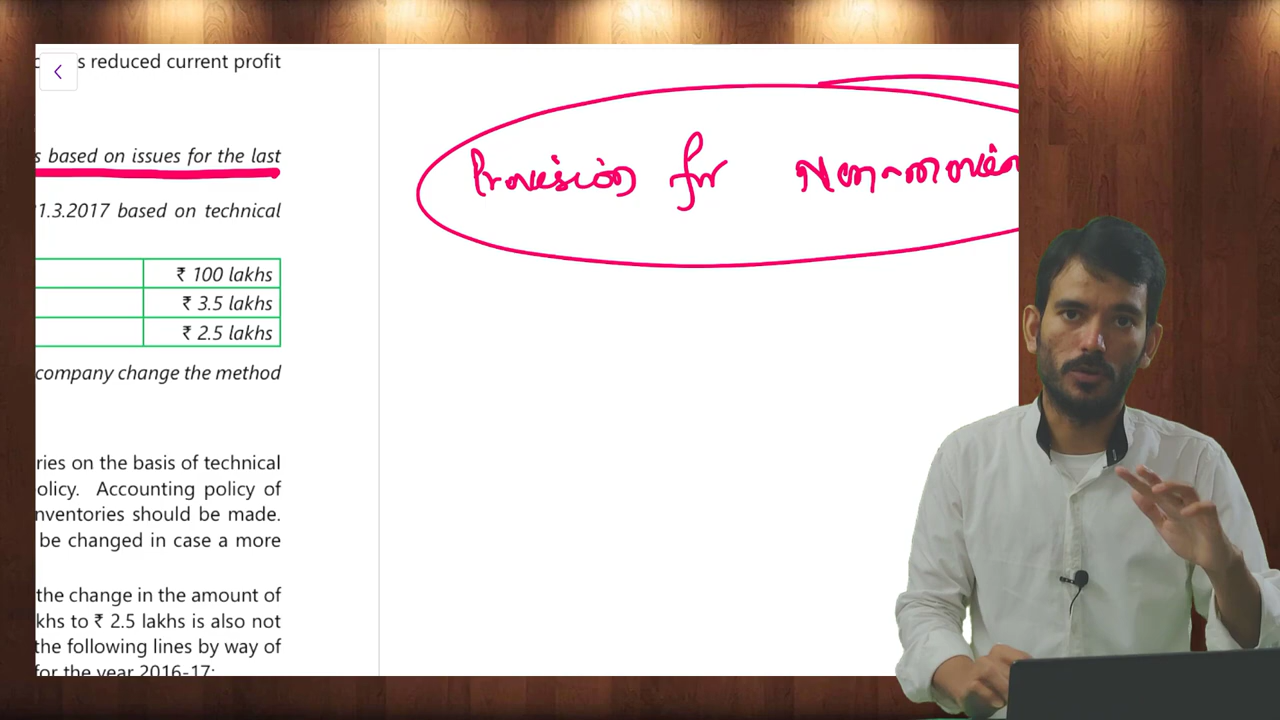 s reduced current profit
s based on issues for the last
31.3.2017 based on technical
₹ 100 lakhs
₹ 3.5 lakhs
₹ 2.5 lakhs
company change the method
ries on the basis of technical
olicy. Accounting policy of
nventories should be made.
be changed in case a more
the change in the amount of
khs to ₹ 2.5 lakhs is also not
the following lines by way of
for the year 2016-17:
Provision for Non-movin